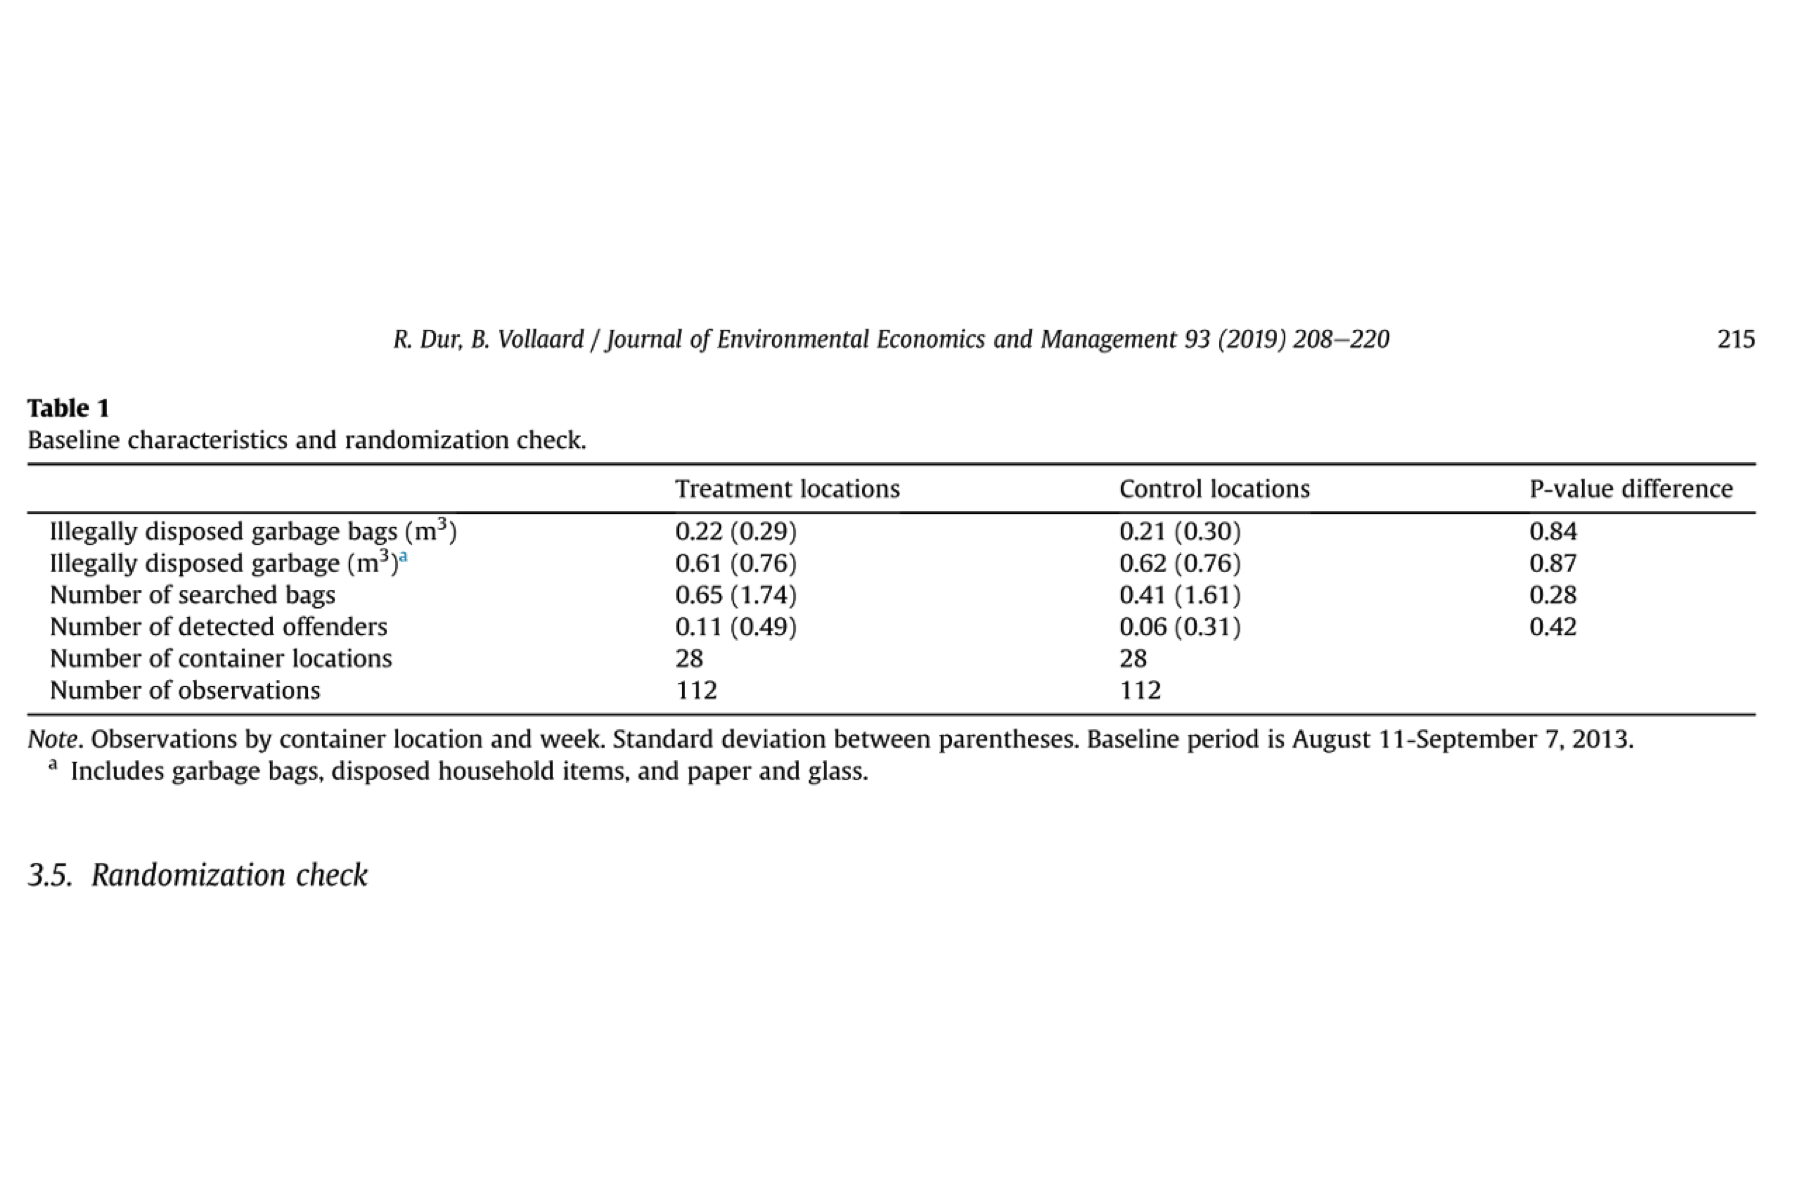 R. Dur, B. Vollaard / Journal of Environmental Economics and Management 93 (2019) 208–220 215
Table 1
Baseline characteristics and randomization check.
Treatment locations Control locations P-value difference
Illegally disposed garbage bags (m³) 0.22 (0.29) 0.21 (0.30) 0.84
Illegally disposed garbage (m³)ᵃ 0.61 (0.76) 0.62 (0.76) 0.87
Number of searched bags 0.65 (1.74) 0.41 (1.61) 0.28
Number of detected offenders 0.11 (0.49) 0.06 (0.31) 0.42
Number of container locations 28 28
Number of observations 112 112
Note. Observations by container location and week. Standard deviation between parentheses. Baseline period is August 11-September 7, 2013.
ᵃ Includes garbage bags, disposed household items, and paper and glass.
3.5. Randomization check